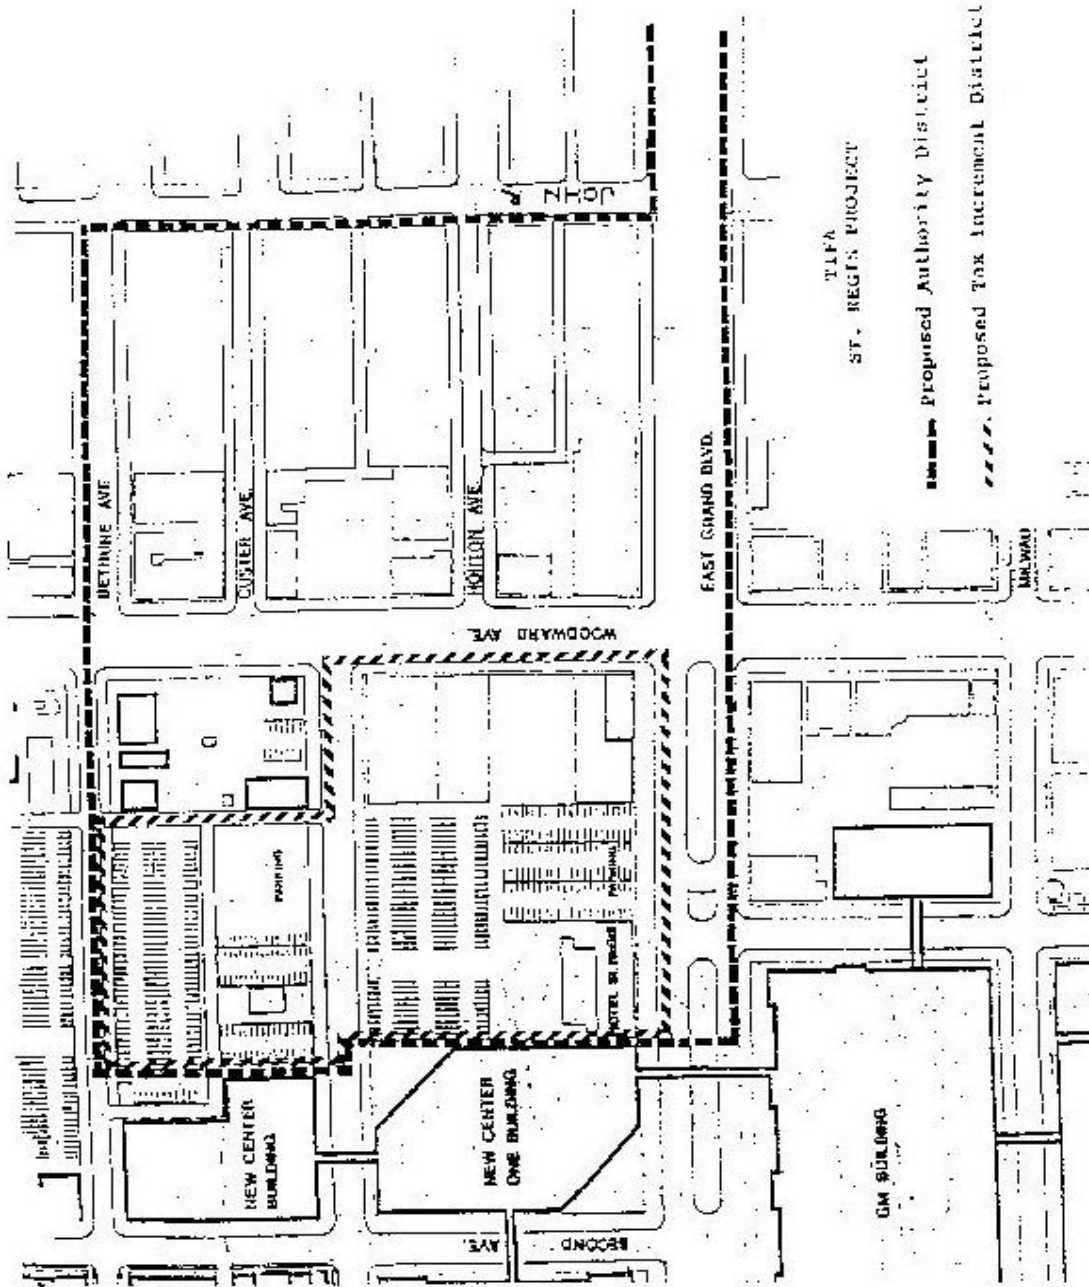 BETHUNE AVE
CUSTER AVE.
HORTON AVE.
JOHN R
WOODWARD AVE.
EAST GRAND BLVD.
PARKING
PARKING
HOTEL ST. REGIS
NEW CENTER
BUILDING
NEW CENTER
ONE BUILDING
SECOND AVE.
GM BUILDING
MILWAU
TIFA
ST. REGIS PROJECT
Proposed Authority District
Proposed Tax Increment District